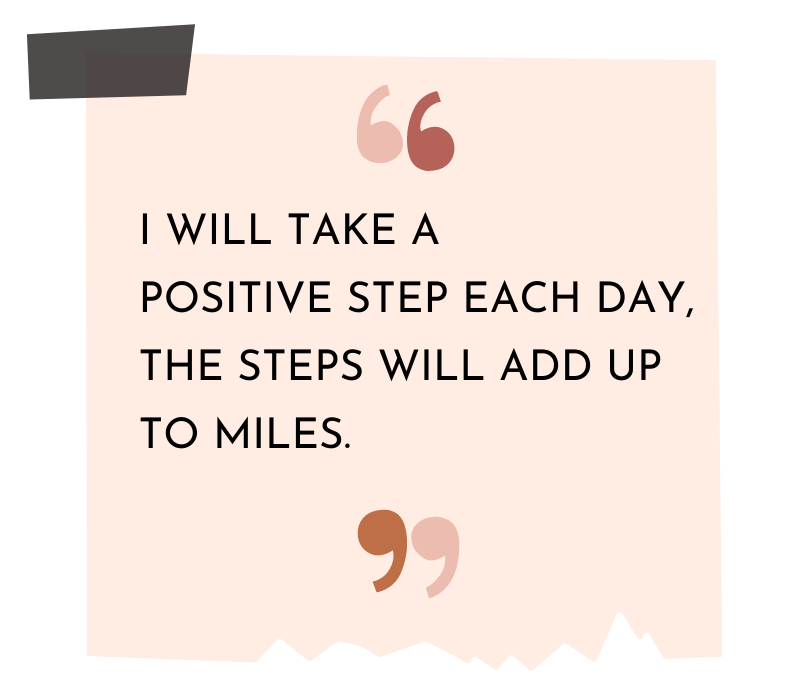 I WILL TAKE A
POSITIVE STEP EACH DAY,
THE STEPS WILL ADD UP
TO MILES.